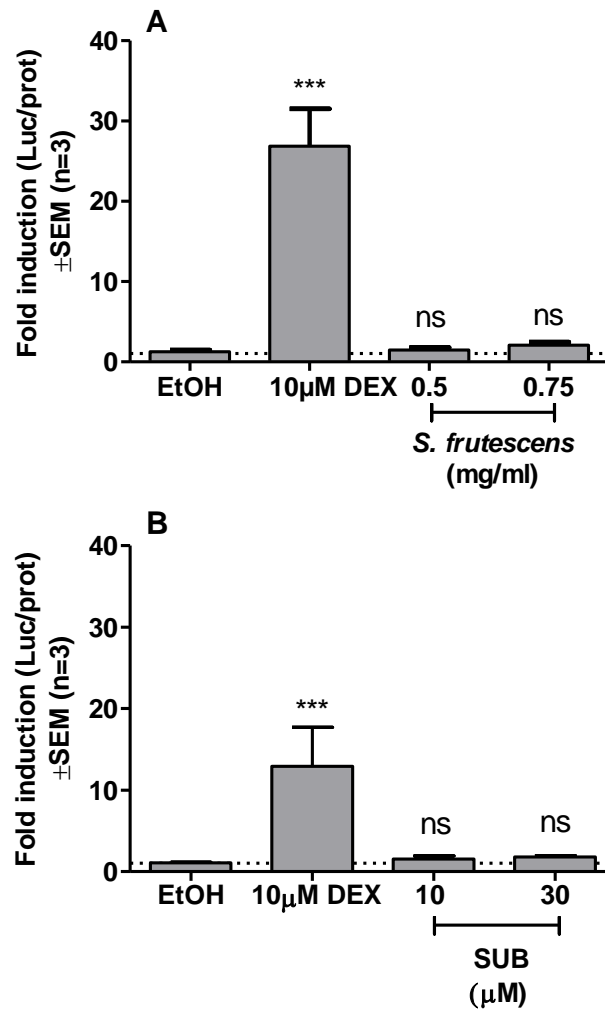 A
Fold induction (Luc/prot)
±SEM (n=3)
40
30
20
10
0
***
ns
ns
EtOH
10µM DEX
0.5
0.75
S. frutescens
(mg/ml)
B
Fold induction (Luc/prot)
±SEM (n=3)
40
30
20
10
0
***
ns
ns
EtOH
10µM DEX
10
30
SUB
(µM)